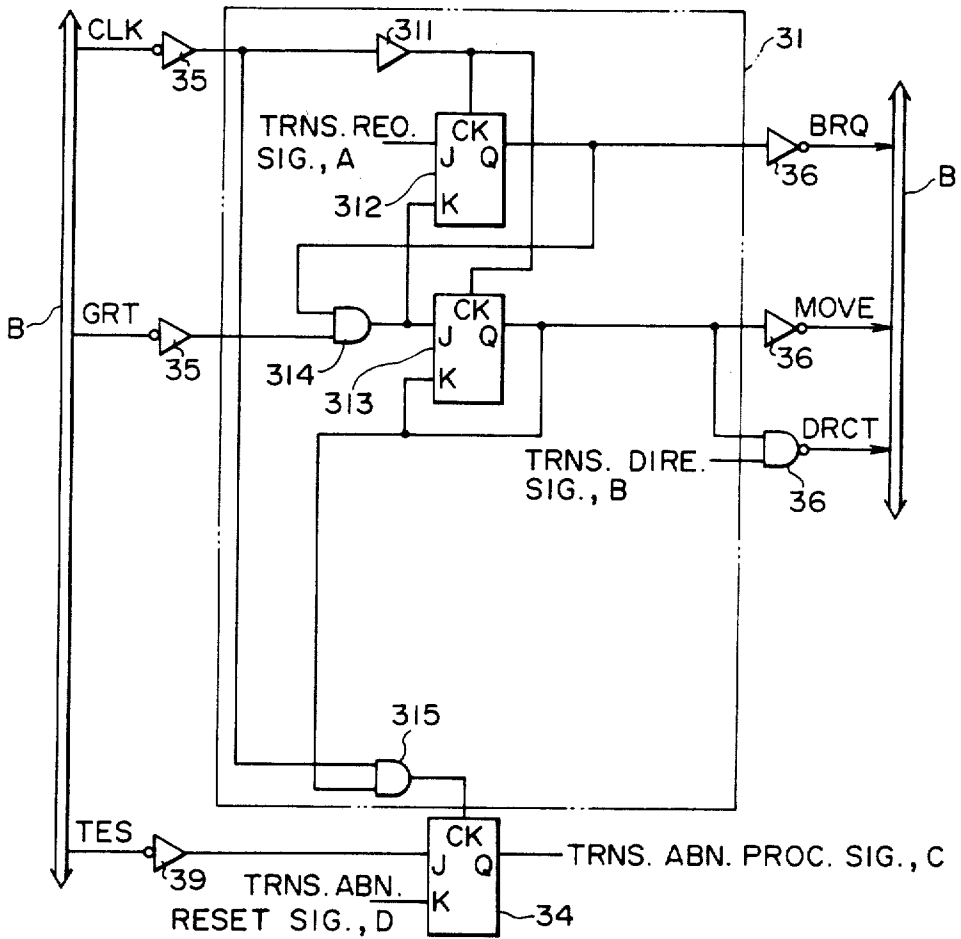 CLK
35
311
31
TRNS. REO.
SIG., A
CK
J Q
K
312
BRQ
36
B
B
GRT
35
314
CK
J Q
K
313
MOVE
36
DRCT
36
TRNS. DIRE.
SIG., B
315
TES
39
CK
J Q
K
34
TRNS. ABN. PROC. SIG., C
TRNS. ABN.
RESET SIG., D